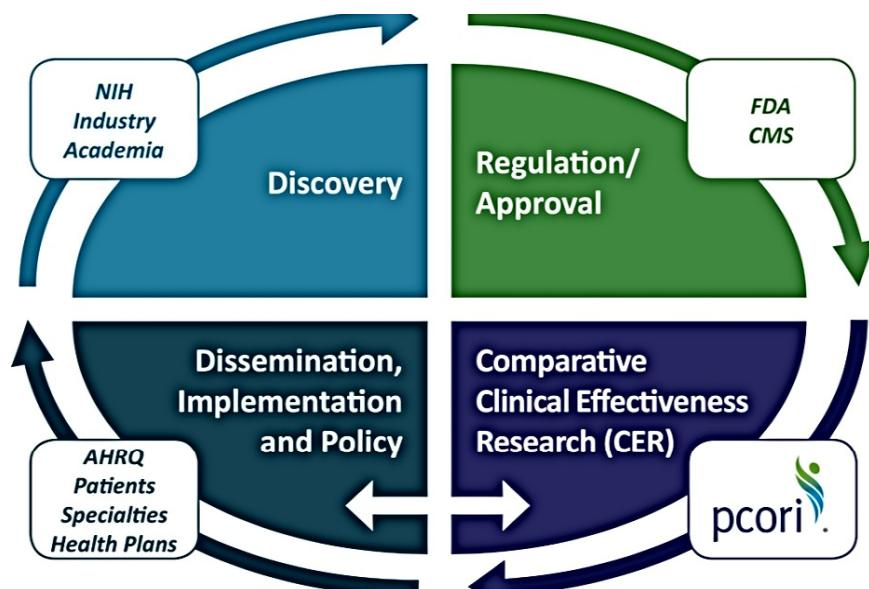 NIH
Industry
Academia
Discovery
Regulation/
Approval
FDA
CMS
Dissemination,
Implementation
and Policy
Comparative
Clinical Effectiveness
Research (CER)
AHRQ
Patients
Specialties
Health Plans
pcori